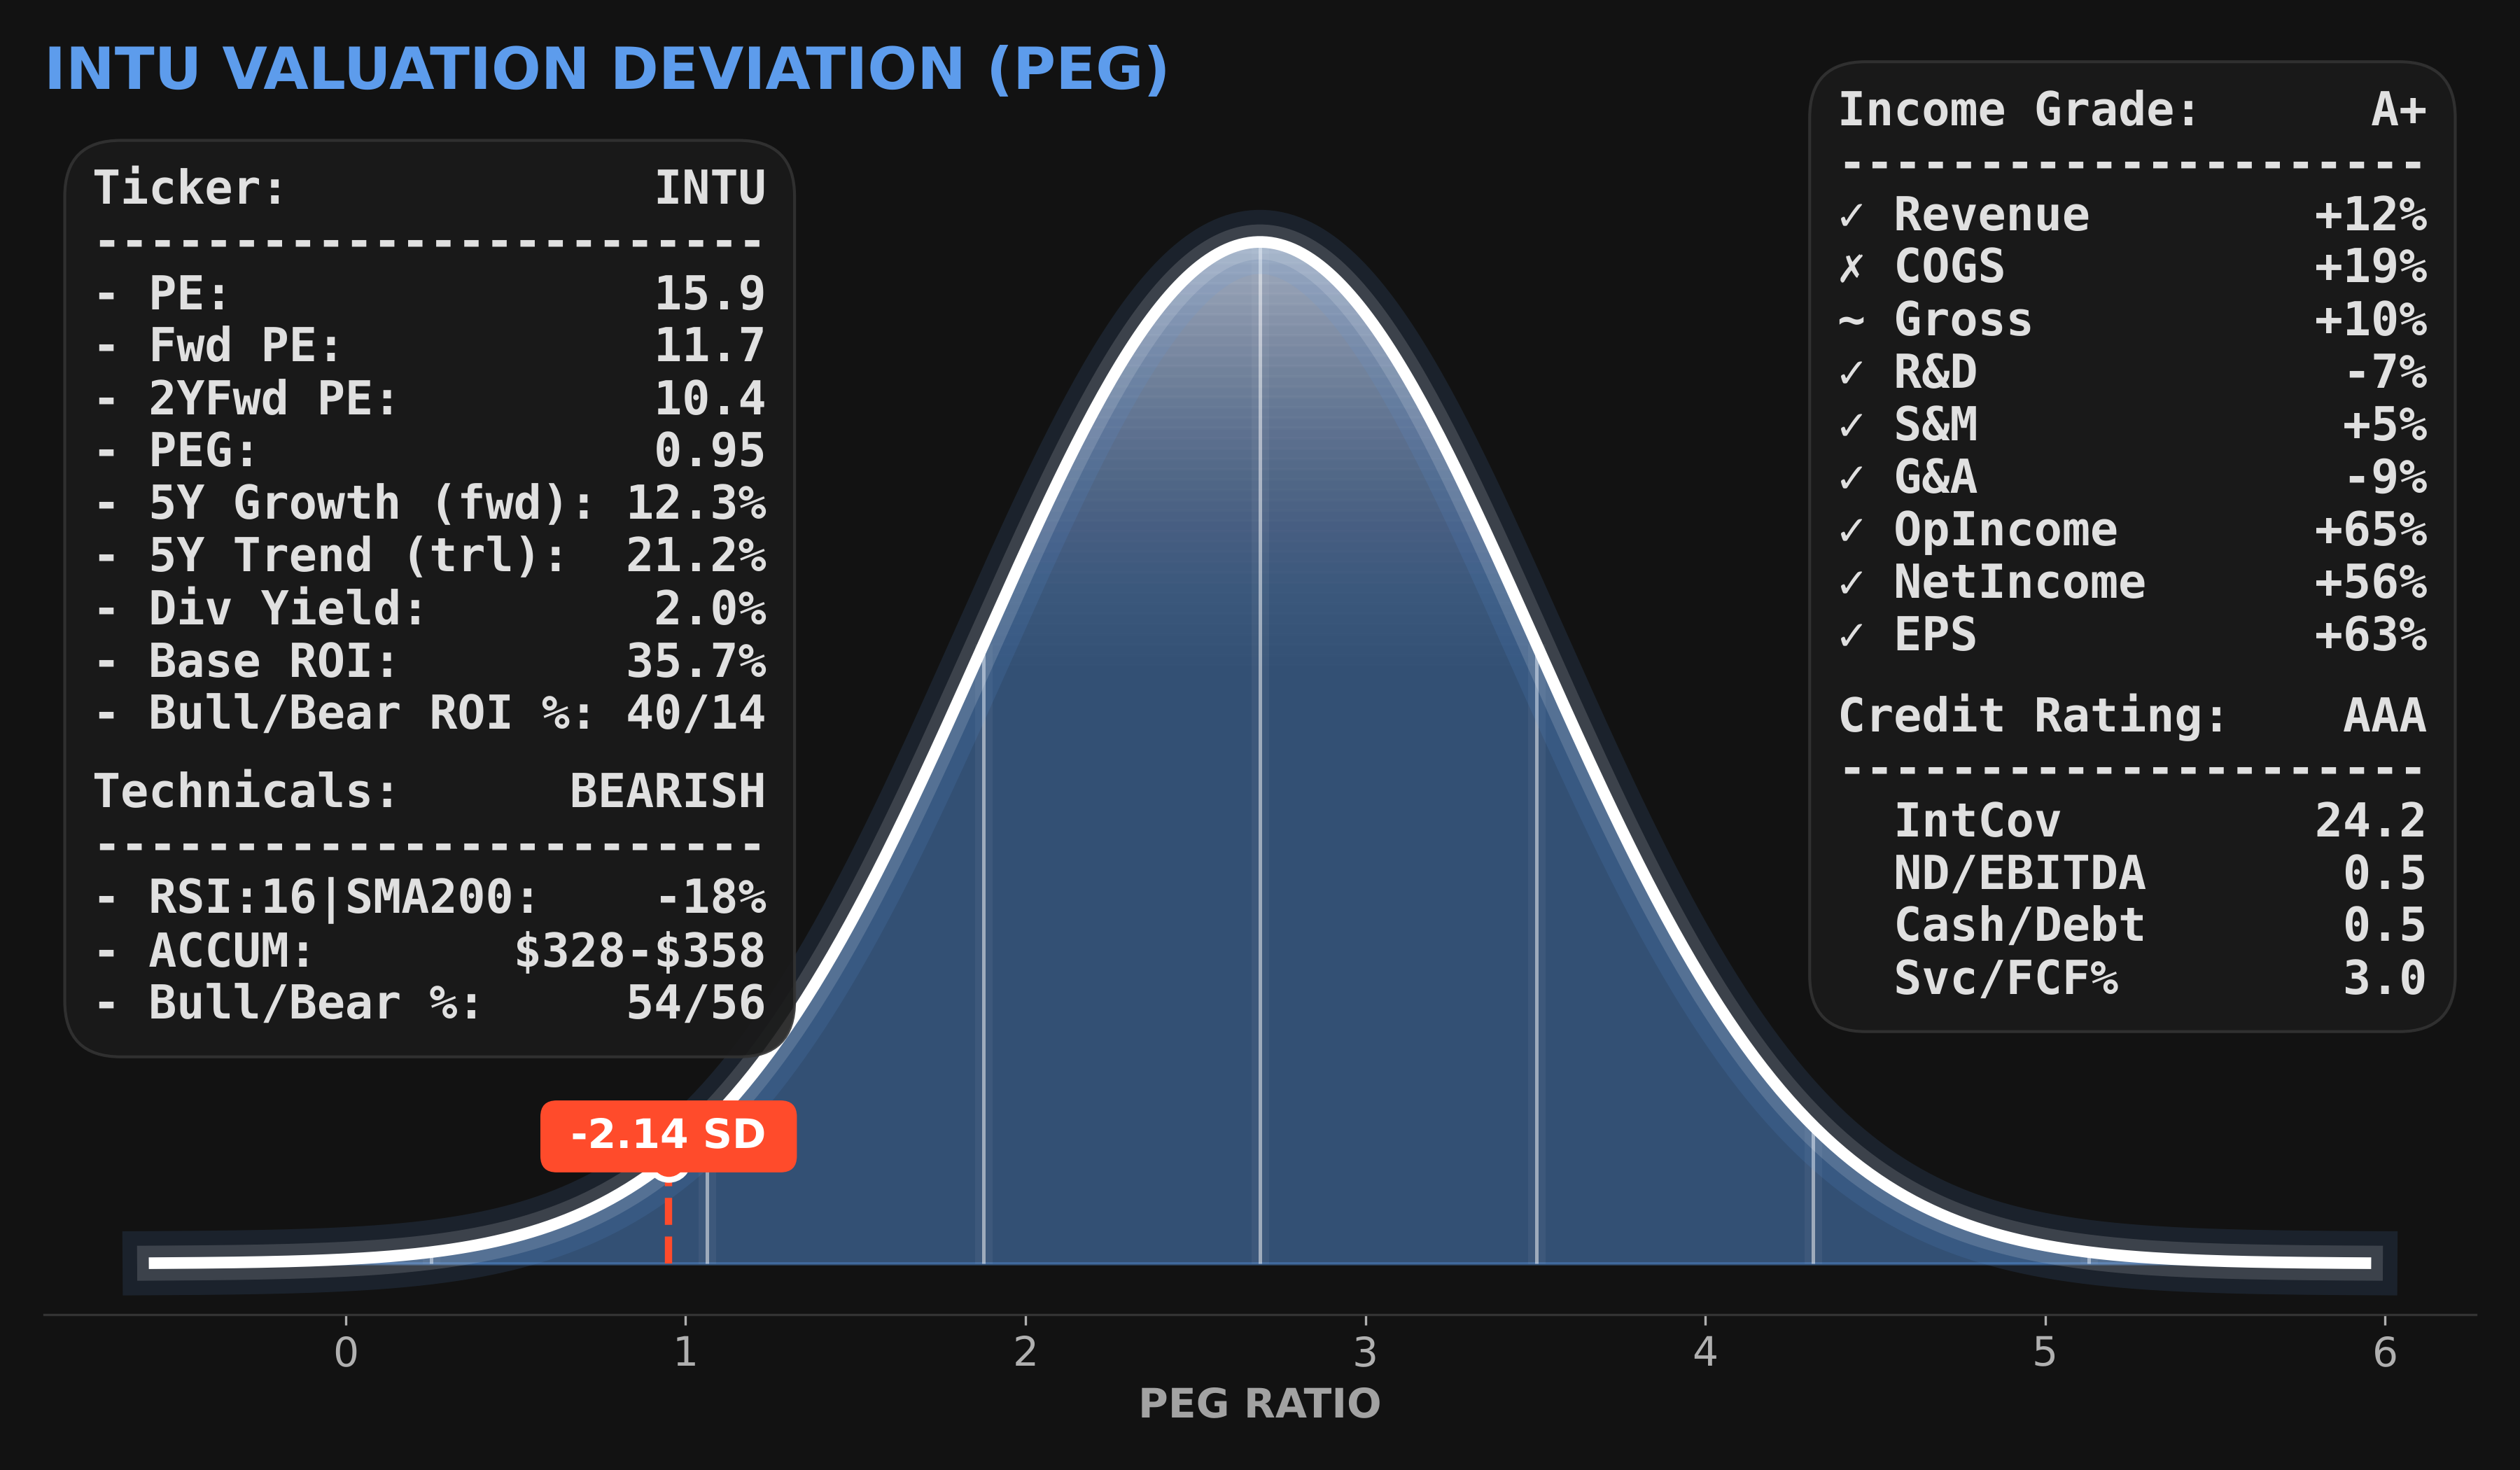 INTU VALUATION DEVIATION (PEG)
Ticker: INTU
------------------------
- PE: 15.9
- Fwd PE: 11.7
- 2YFwd PE: 10.4
- PEG: 0.95
- 5Y Growth (fwd): 12.3%
- 5Y Trend (trl): 21.2%
- Div Yield: 2.0%
- Base ROI: 35.7%
- Bull/Bear ROI %: 40/14
Technicals: BEARISH
------------------------
- RSI:16|SMA200: -18%
- ACCUM: $328-$358
- Bull/Bear %: 54/56
Income Grade: A+
---------------------
✓ Revenue +12%
✗ COGS +19%
~ Gross +10%
✓ R&D -7%
✓ S&M +5%
✓ G&A -9%
✓ OpIncome +65%
✓ NetIncome +56%
✓ EPS +63%
Credit Rating: AAA
---------------------
IntCov 24.2
ND/EBITDA 0.5
Cash/Debt 0.5
Svc/FCF% 3.0
-2.14 SD
0 1 2 3 4 5 6
PEG RATIO